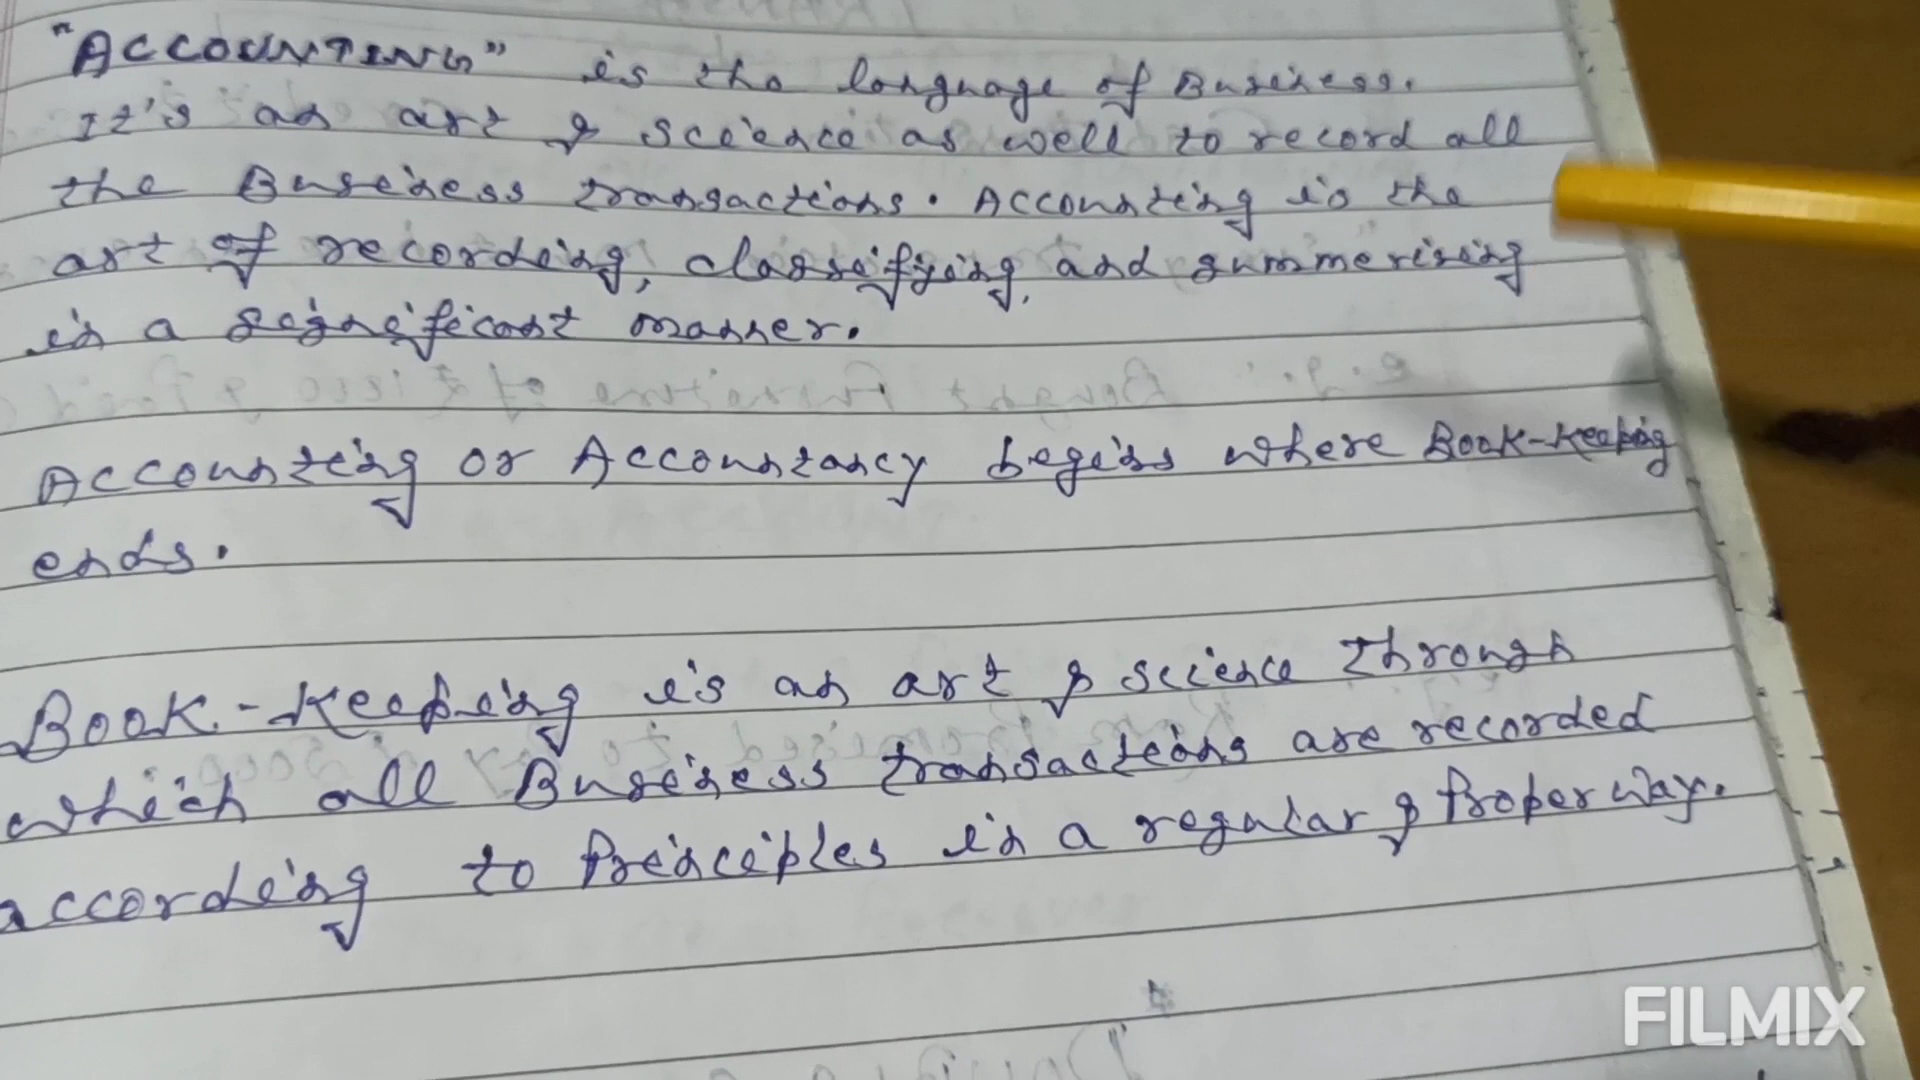 "ACCOUNTING" is the language of Business.
It's an art & science as well to record all
the Business transactions. Accounting is the
art of recording, classifying, and summerising
in a significant manner.
Accounting or Accountancy begins where Book-Keeping
ends.
Book-Keeping is an art & science through
which all Business transactions are recorded
according to Principles in a regular & Proper way.
FILMIX